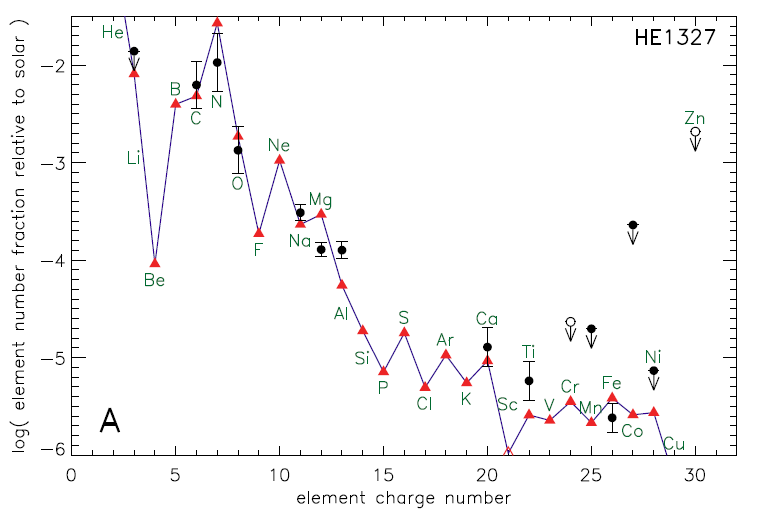 HE1327
He
Zn
B
C
N
Ne
Li
O
Mg
F
Na
Be
Al
Ca
S
Si
Ar
Ti
Ni
P
Cl
K
Sc
V
Cr
Mn
Fe
Co
Cu
A
-2
-3
-4
-5
-6
0 5 10 15 20 25 30
element charge number
log( element number fraction relative to solar )